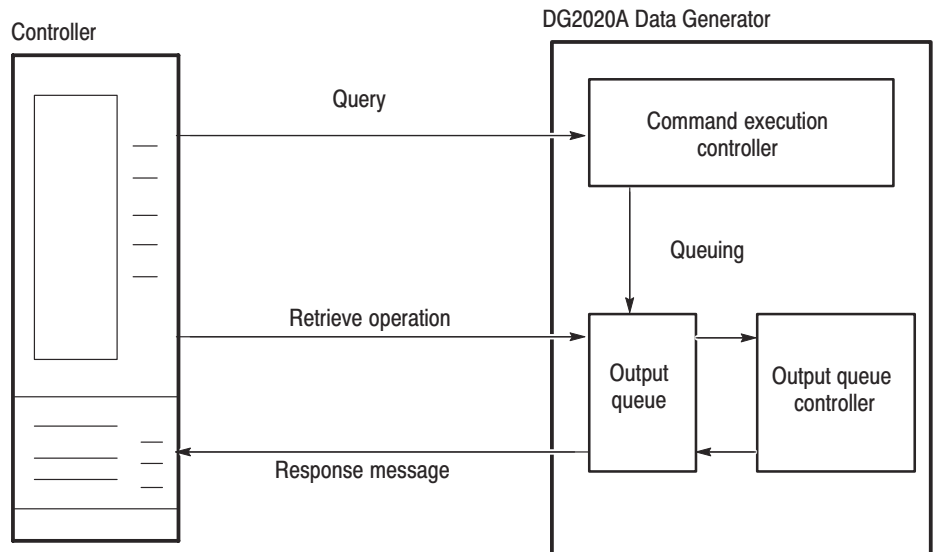 DG2020A Data Generator
Controller
Query
Command execution
controller
Queuing
Retrieve operation
Output
queue
Output queue
controller
Response message